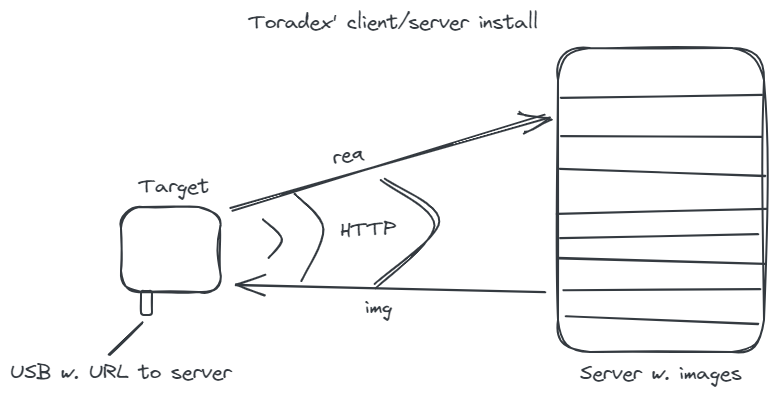 Toradex' client/server install
req
Target
HTTP
img
USB w. URL to server
Server w. images